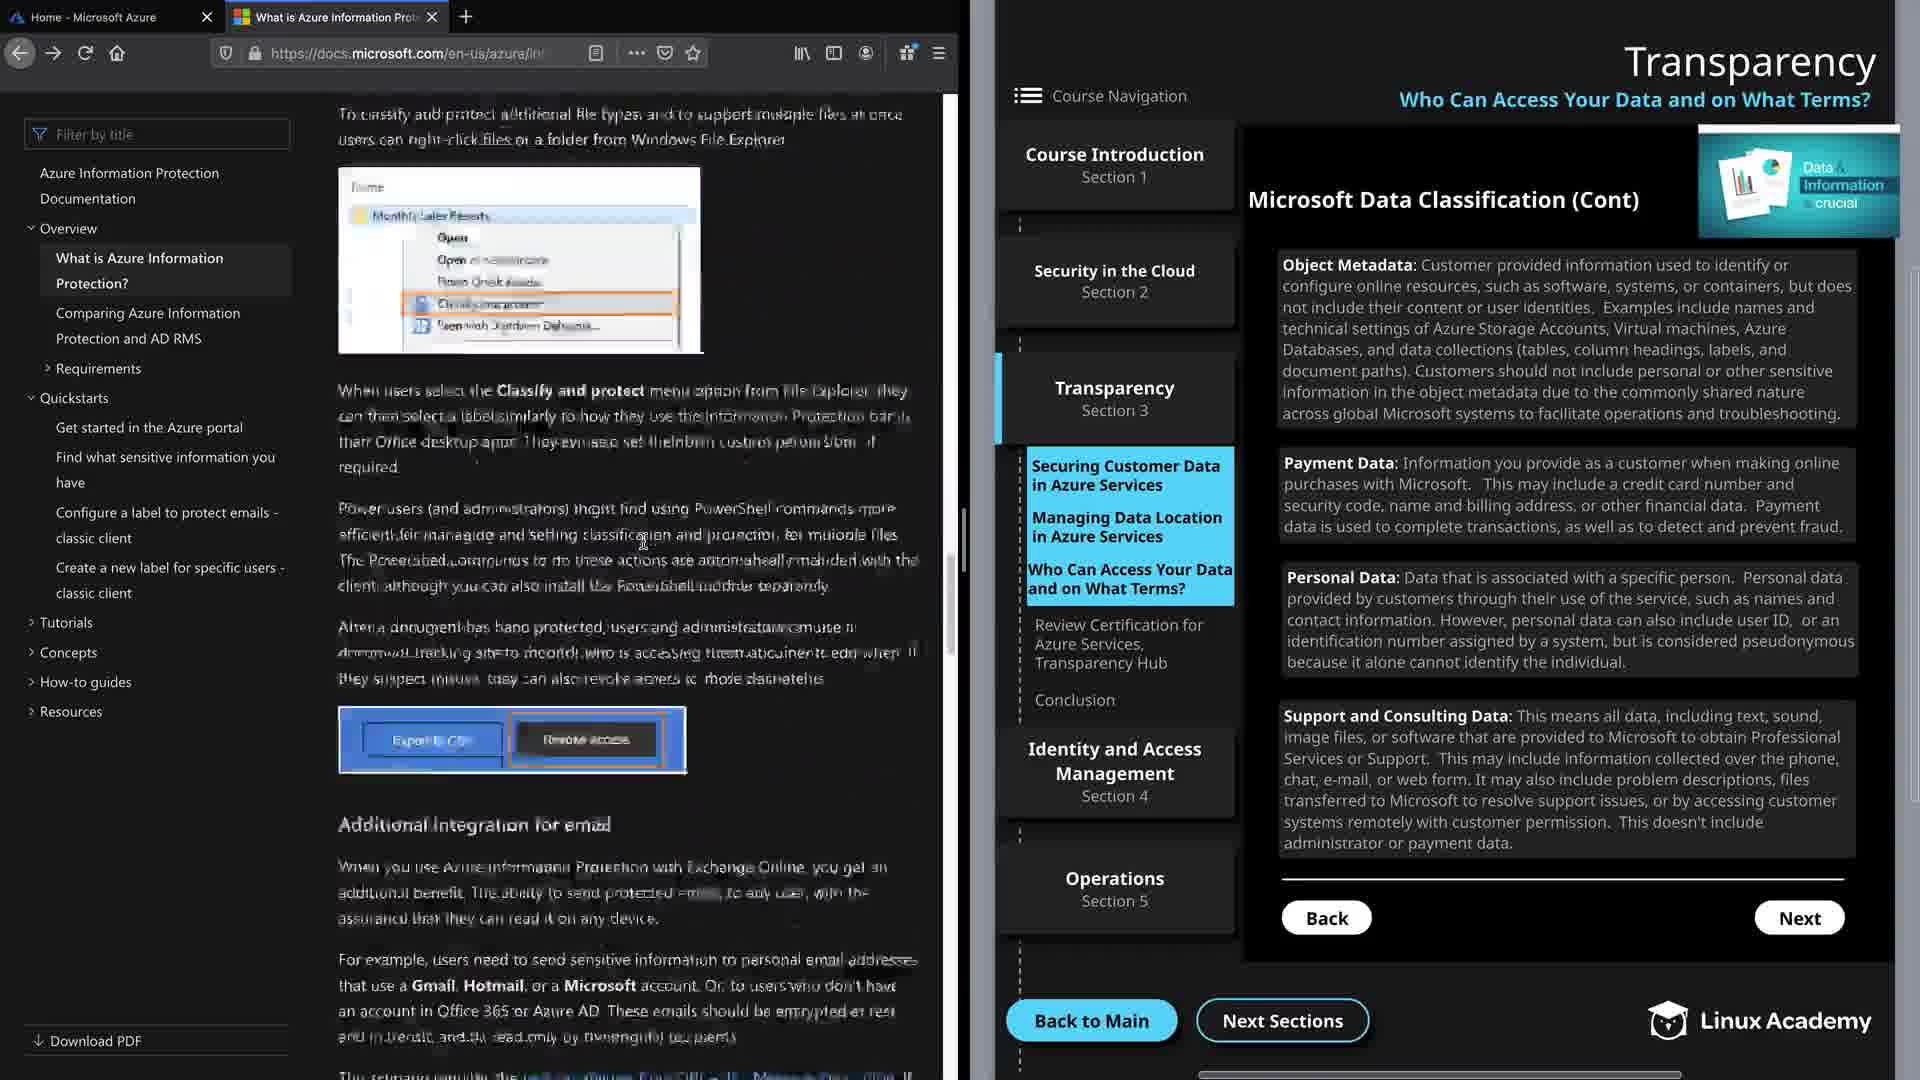 Home - Microsoft Azure
What is Azure Information Prot
https://docs.microsoft.com/en-us/azure/in
Filter by title
Azure Information Protection
Documentation
Overview
What is Azure Information
Protection?
Comparing Azure Information
Protection and AD RMS
Requirements
Quickstarts
Get started in the Azure portal
Find what sensitive information you
have
Configure a label to protect emails -
classic client
Create a new label for specific users -
classic client
Tutorials
Concepts
How-to guides
Resources
Download PDF
To classify and protect additional file types and to support multiple files at once
users can right-click files or a folder from Windows File Explorer
Home
Open
Open
When users select the Classify and protect menu option from File Explorer they
can then select a label similarly to how they use the Information Protection bar in
their Office desktop apps. They
required.
Power users (and administrators) might find using PowerShell commands more
efficient for managing and setting classification and protection for multiple files
The PowerShell commands to do these actions are automatically included with the
client although you can also install the PowerShell module separately
After a document has been protected, users and administrators can use a
document tracking site to monitor who is accessing
they suspect misuse, they can also revoke access to
Revoke access
Additional integration for email
When you use Azure Information Protection with Exchange Online, you get an
additional benefit. The ability to send protected emails to any user, with the
assurance that they can read it on any device.
For example, users need to send sensitive information to personal email addresses
that use a Gmail, Hotmail, or a Microsoft account. Or, to users who don't have
an account in Office 365 or Azure AD. These emails should be encrypted at rest
and in transit, and
Transparency
Who Can Access Your Data and on What Terms?
Course Navigation
Course Introduction
Section 1
Security in the Cloud
Section 2
Transparency
Section 3
Securing Customer Data
in Azure Services
Managing Data Location
in Azure Services
Who Can Access Your Data
and on What Terms?
Review Certification for
Azure Services,
Transparency Hub
Conclusion
Identity and Access
Management
Section 4
Operations
Section 5
Back to Main
Next Sections
Microsoft Data Classification (Cont)
Data &
Information
is crucial
Object Metadata: Customer provided information used to identify or
configure online resources, such as software, systems, or containers, but does
not include their content or user identities. Examples include names and
technical settings of Azure Storage Accounts, Virtual machines, Azure
Databases, and data collections (tables, column headings, labels, and
document paths). Customers should not include personal or other sensitive
information in the object metadata due to the commonly shared nature
across global Microsoft systems to facilitate operations and troubleshooting.
Payment Data: Information you provide as a customer when making online
purchases with Microsoft. This may include a credit card number and
security code, name and billing address, or other financial data. Payment
data is used to complete transactions, as well as to detect and prevent fraud.
Personal Data: Data that is associated with a specific person. Personal data
provided by customers through their use of the service, such as names and
contact information. However, personal data can also include user ID, or an
identification number assigned by a system, but is considered pseudonymous
because it alone cannot identify the individual.
Support and Consulting Data: This means all data, including text, sound,
image files, or software that are provided to Microsoft to obtain Professional
Services or Support. This may include information collected over the phone,
chat, e-mail, or web form. It may also include problem descriptions, files
transferred to Microsoft to resolve support issues, or by accessing customer
systems remotely with customer permission. This doesn't include
administrator or payment data.
Back
Next
Linux Academy